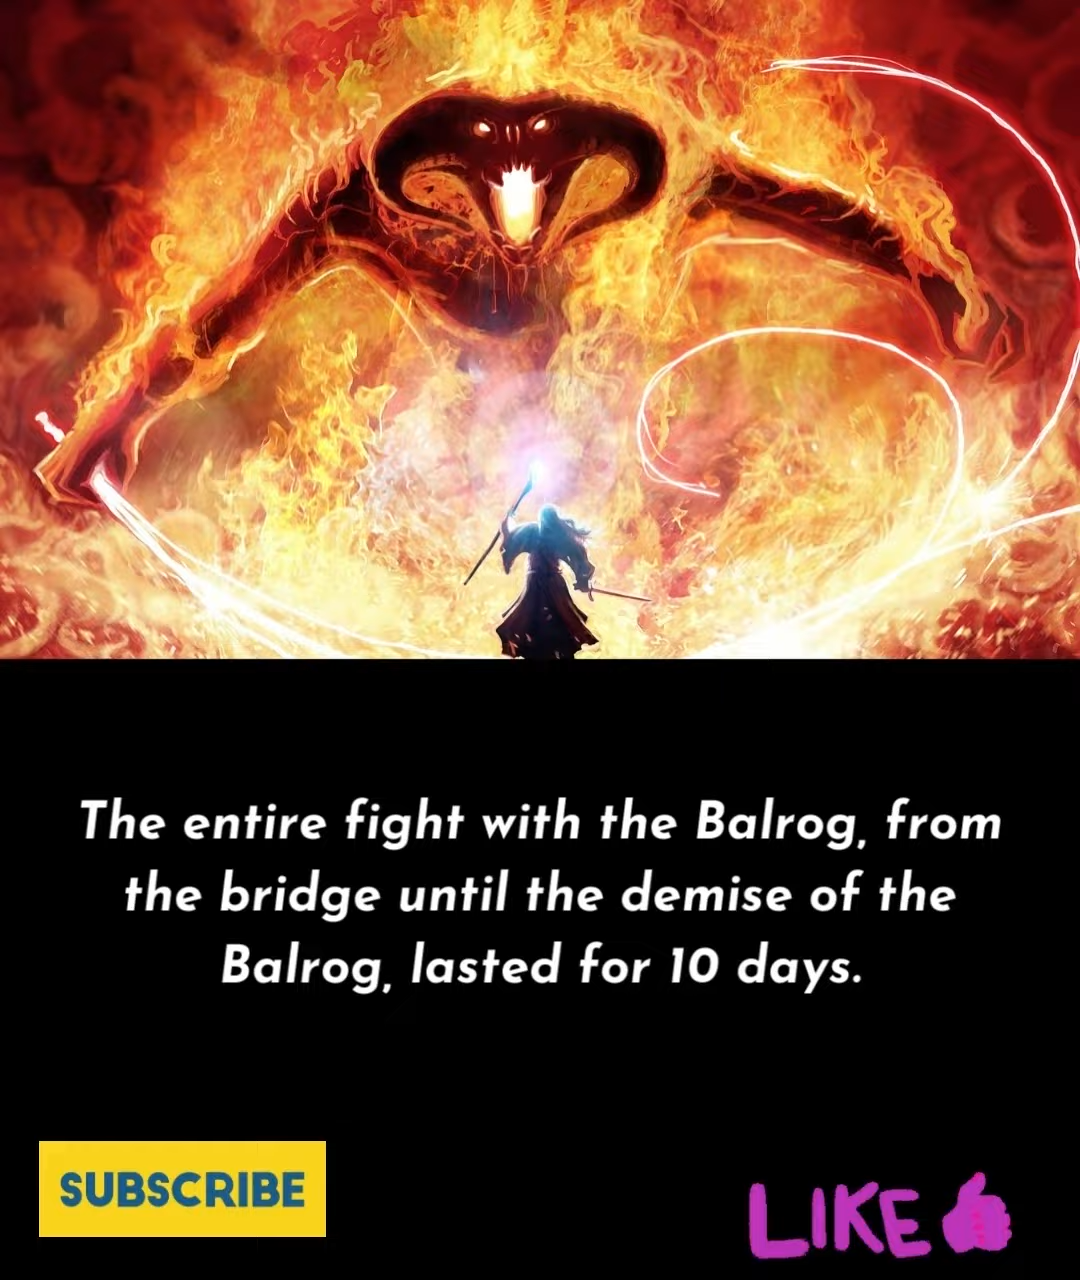 The entire fight with the Balrog, from
the bridge until the demise of the
Balrog, lasted for 10 days.
SUBSCRIBE
LIKE